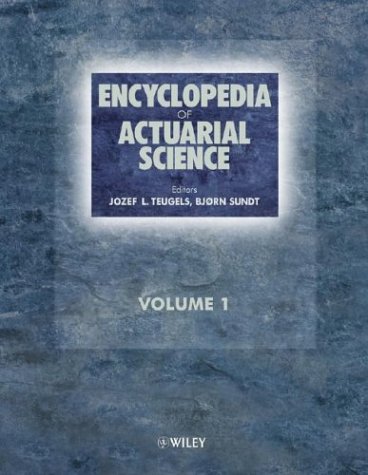 ENCYCLOPEDIA
OF
ACTUARIAL
SCIENCE
Editors
JOZEF L. TEUGELS, BJØRN SUNDT
VOLUME 1
WILEY